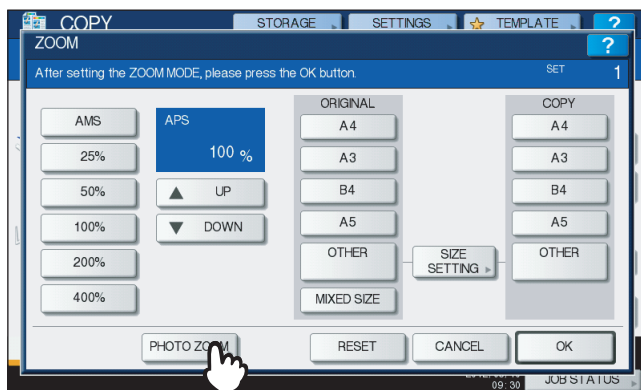 COPY STORAGE SETTINGS TEMPLATE ?
ZOOM ?
After setting the ZOOM MODE, please press the OK button. SET 1
ORIGINAL COPY
AMS APS A4 A4
25% 100 % A3 A3
50% UP B4 B4
100% DOWN A5 A5
200% OTHER SIZE SETTING OTHER
400% MIXED SIZE
PHOTO ZOOM RESET CANCEL OK
09:30 JOB STATUS